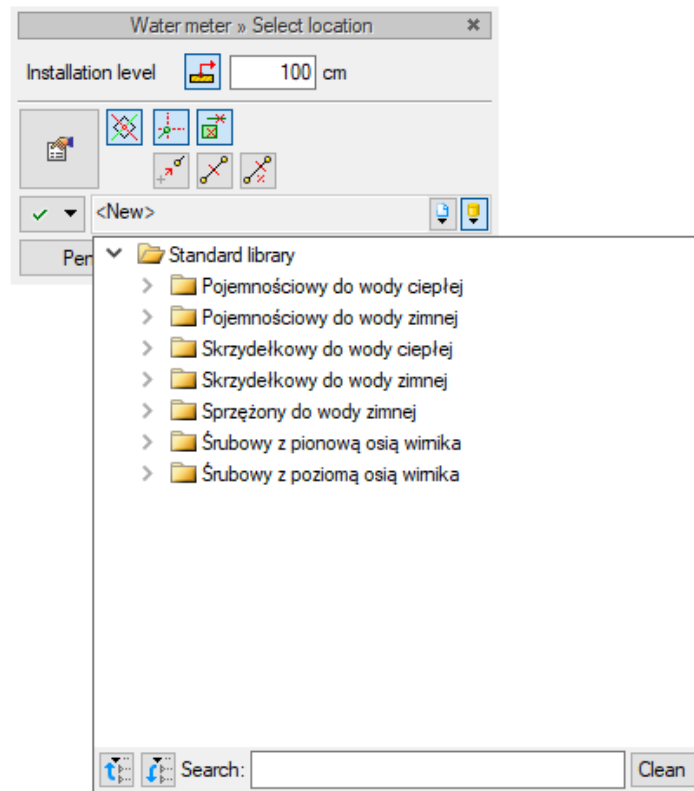 Water meter » Select location
Installation level 100 cm
<New>
Per
Standard library
Pojemnościowy do wody ciepłej
Pojemnościowy do wody zimnej
Skrzydełkowy do wody ciepłej
Skrzydełkowy do wody zimnej
Sprzężony do wody zimnej
Śrubowy z pionową osią wirnika
Śrubowy z poziomą osią wirnika
Search: Clean